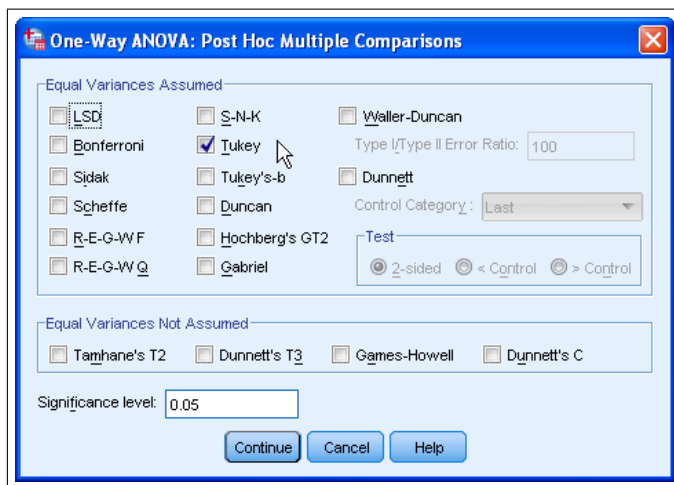 One-Way ANOVA: Post Hoc Multiple Comparisons
Equal Variances Assumed
LSD S-N-K Waller-Duncan
Bonferroni Tukey Type I/Type II Error Ratio: 100
Sidak Tukey's-b Dunnett
Scheffe Duncan Control Category : Last
R-E-G-W F Hochberg's GT2 Test
R-E-G-W Q Gabriel 2-sided < Control > Control
Equal Variances Not Assumed
Tamhane's T2 Dunnett's T3 Games-Howell Dunnett's C
Significance level: 0.05
Continue Cancel Help